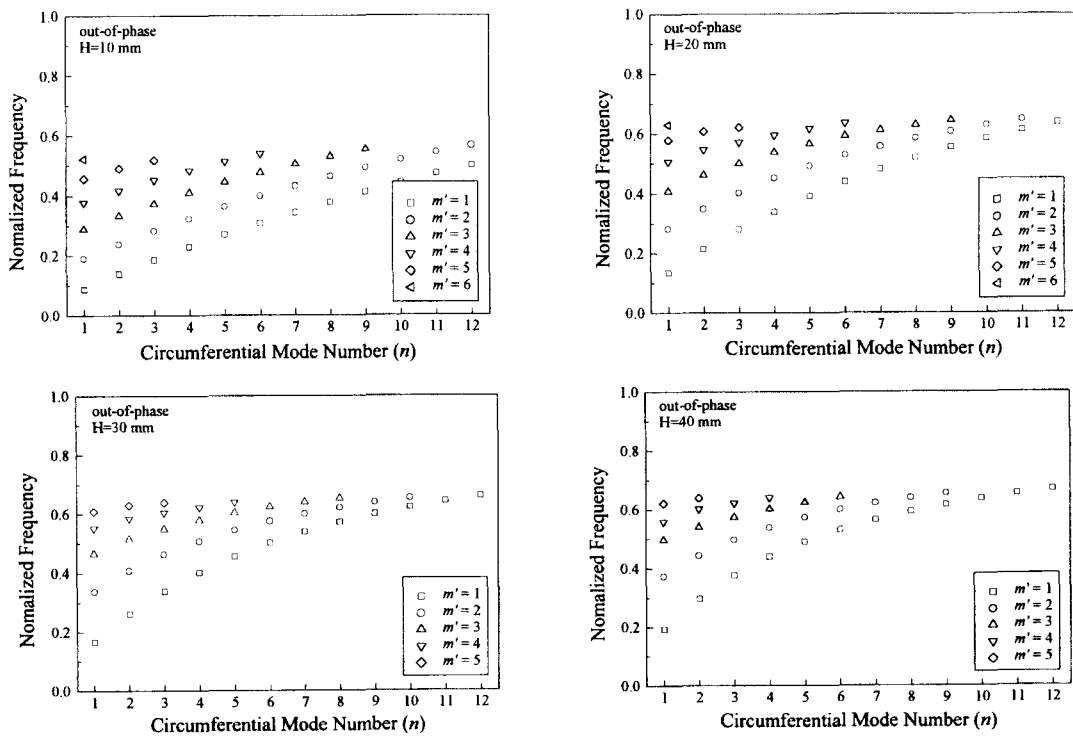 out-of-phase
H=10 mm
Nomalized Frequency
1.0
0.8
0.6
0.4
0.2
0.0
m' = 1
m' = 2
m' = 3
m' = 4
m' = 5
m' = 6
1 2 3 4 5 6 7 8 9 10 11 12
Circumferential Mode Number (n)
out-of-phase
H=20 mm
Nomalized Frequency
1.0
0.8
0.6
0.4
0.2
0.0
m' = 1
m' = 2
m' = 3
m' = 4
m' = 5
m' = 6
1 2 3 4 5 6 7 8 9 10 11 12
Circumferential Mode Number (n)
out-of-phase
H=30 mm
Nomalized Frequency
1.0
0.8
0.6
0.4
0.2
0.0
m' = 1
m' = 2
m' = 3
m' = 4
m' = 5
1 2 3 4 5 6 7 8 9 10 11 12
Circumferential Mode Number (n)
out-of-phase
H=40 mm
Nomalized Frequency
1.0
0.8
0.6
0.4
0.2
0.0
m' = 1
m' = 2
m' = 3
m' = 4
m' = 5
1 2 3 4 5 6 7 8 9 10 11 12
Circumferential Mode Number (n)